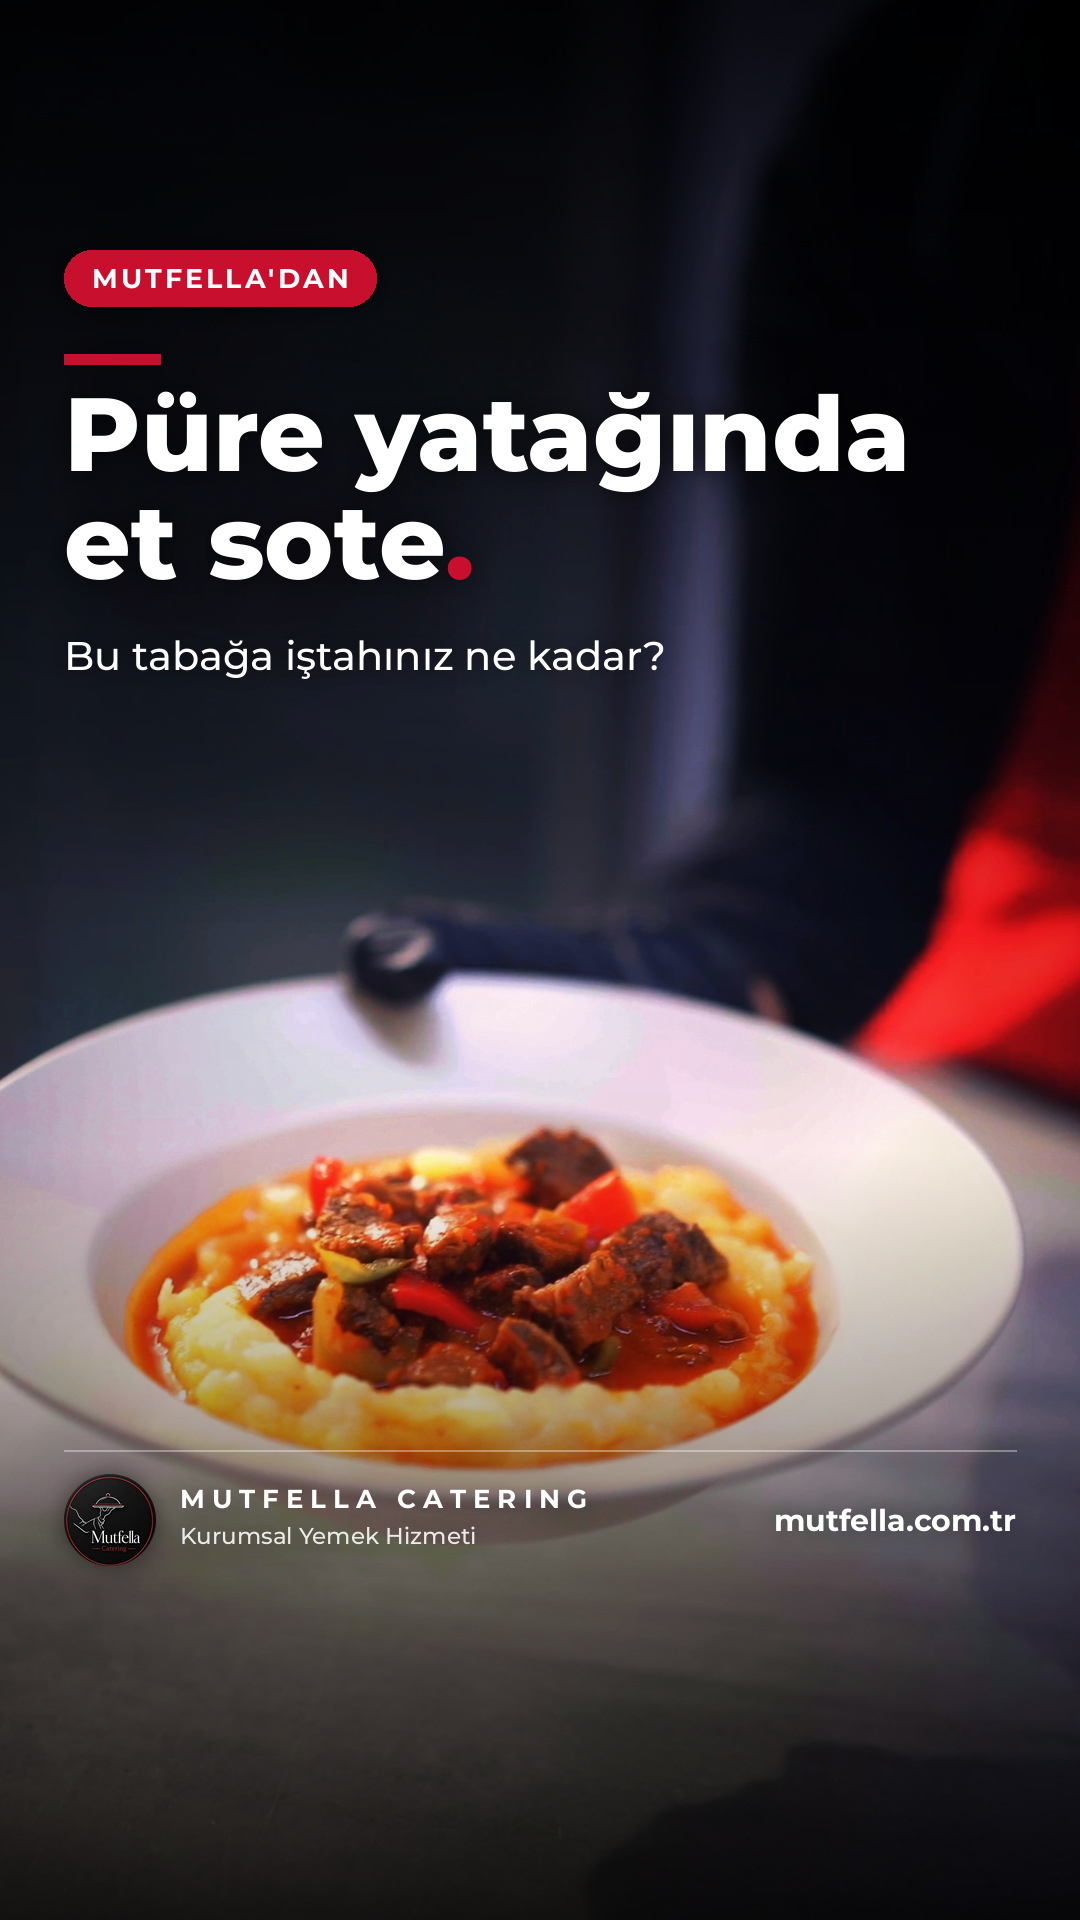 MUTFELLA'DAN
Püre yatağında
et sote.
Bu tabağa iştahınız ne kadar?
Mutfella
Catering
MUTFELLA CATERING
Kurumsal Yemek Hizmeti
mutfella.com.tr